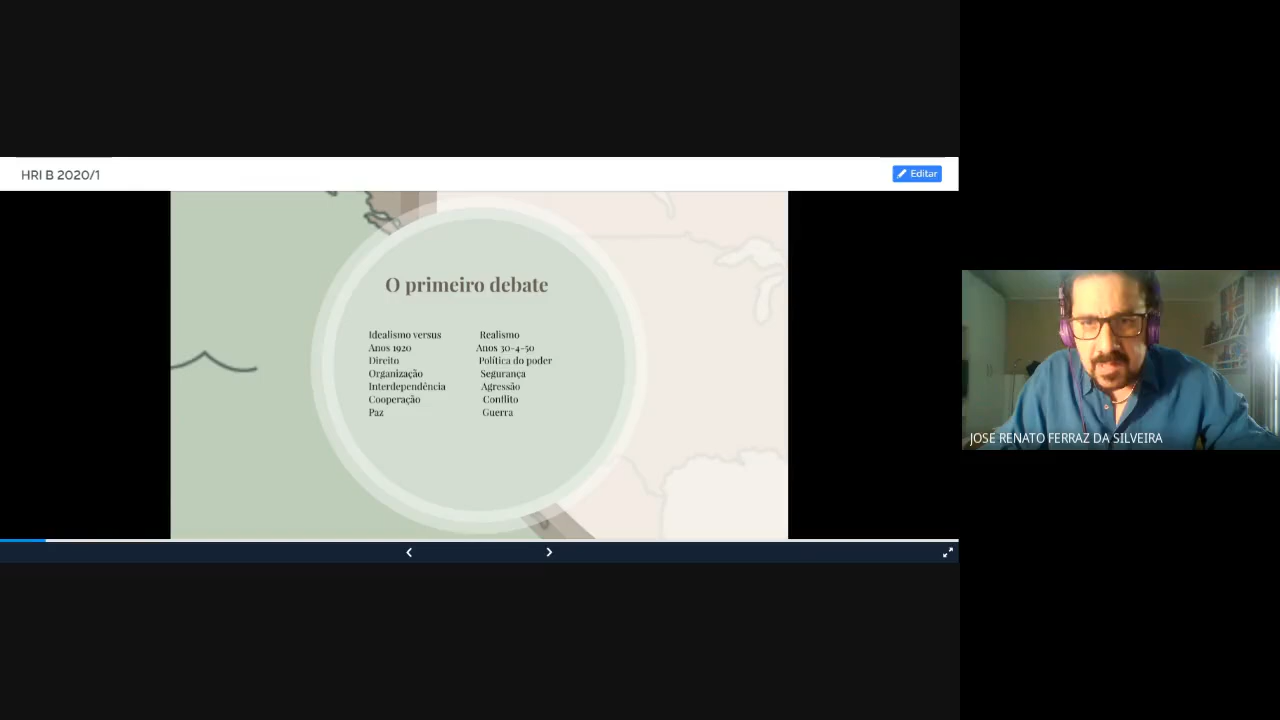 HRI B 2020/1
Editar
O primeiro debate
Idealismo versus Realismo
Anos 1920 Anos 30-4-50
Direito Política do poder
Organização Segurança
Interdependência Agressão
Cooperação Conflito
Paz Guerra
JOSE RENATO FERRAZ DA SILVEIRA